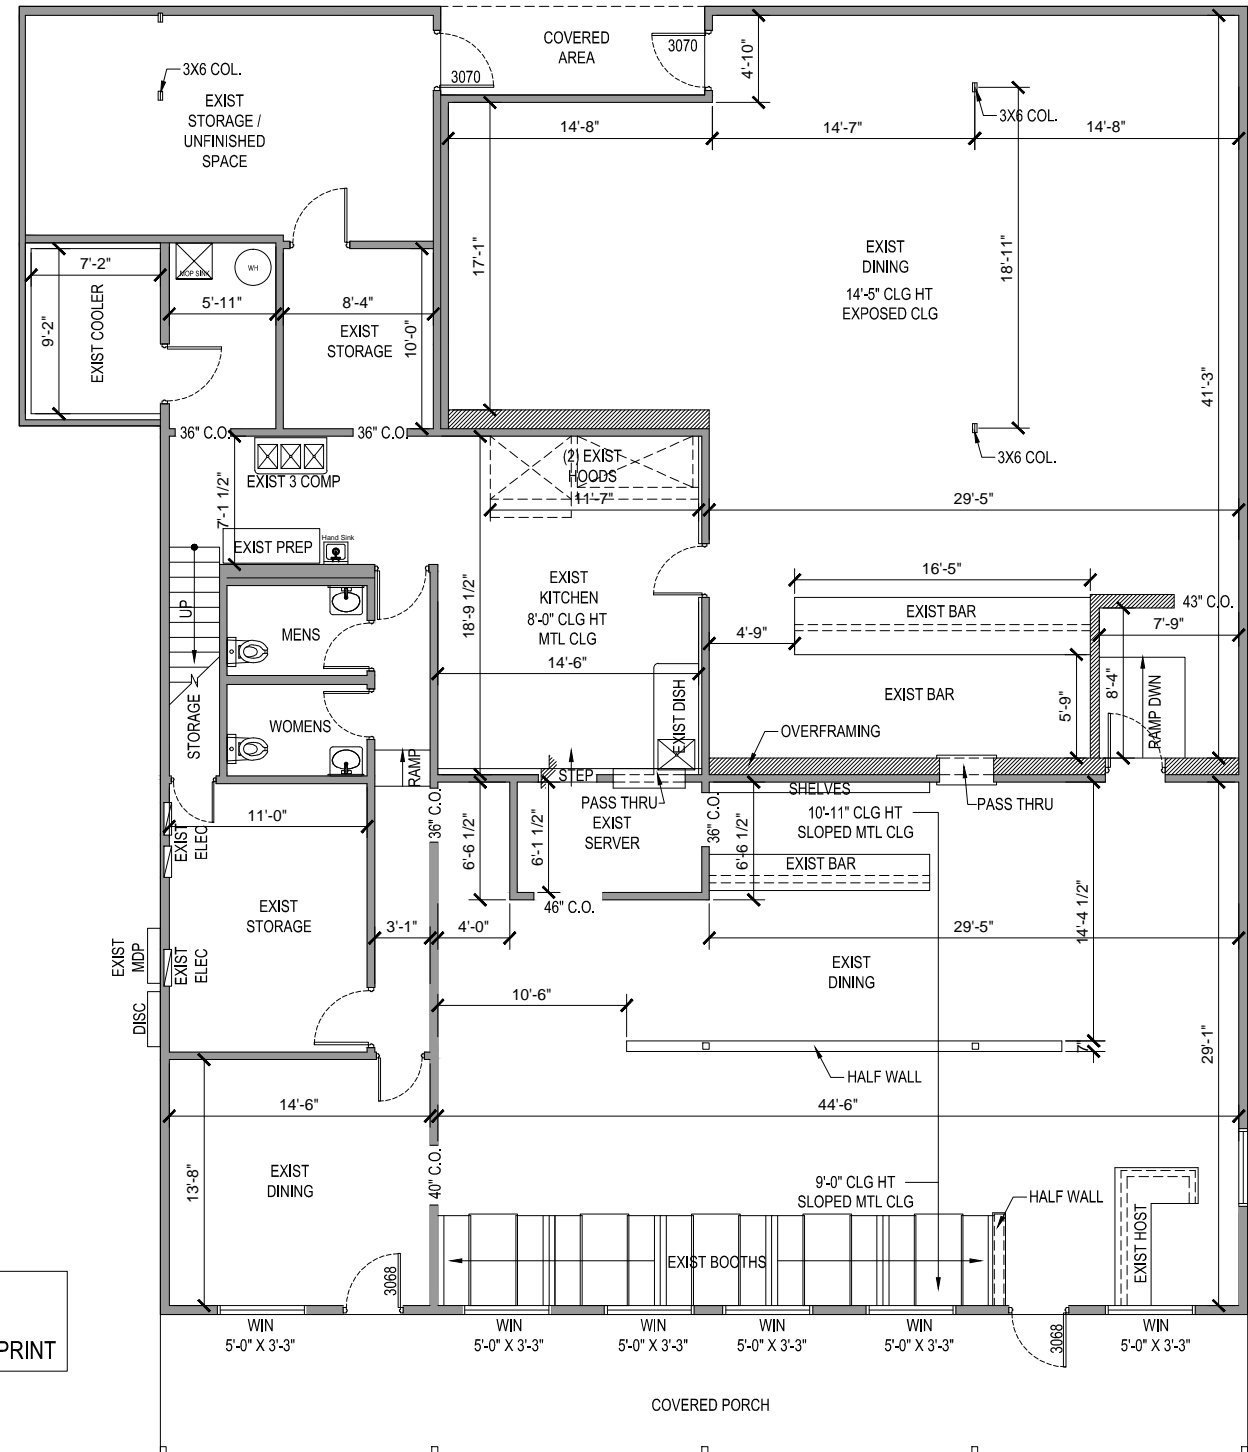 COVERED
AREA
3070
3070
4'-10"
3X6 COL.
EXIST
STORAGE /
UNFINISHED
SPACE
3X6 COL.
14'-8"
14'-7"
14'-8"
17'-1"
18'-11"
EXIST
DINING
14'-5" CLG HT
EXPOSED CLG
41'-3"
7'-2"
9'-2"
EXIST COOLER
MOP SINK
WH
5'-11"
8'-4"
EXIST
STORAGE
10'-0"
36" C.O.
36" C.O.
7'-1 1/2"
EXIST 3 COMP
(2) EXIST
HOODS
11'-7"
3X6 COL.
29'-5"
EXIST PREP
Hand Sink
UP
18'-9 1/2"
EXIST
KITCHEN
8'-0" CLG HT
MTL CLG
14'-6"
16'-5"
EXIST BAR
43" C.O.
7'-9"
4'-9"
MENS
WOMENS
STORAGE
RAMP
EXIST DISH
EXIST BAR
5'-9"
8'-4"
RAMP DWN
OVERFRAMING
STEP
PASS THRU
EXIST
SERVER
SHELVES
10'-11" CLG HT
SLOPED MTL CLG
PASS THRU
11'-0"
EXIST
ELEC
36" C.O.
6'-6 1/2"
6'-1 1/2"
36" C.O.
6'-6 1/2"
EXIST BAR
46" C.O.
14'-4 1/2"
EXIST
STORAGE
3'-1"
4'-0"
29'-5"
EXIST
MDP
EXIST
ELEC
DISC
EXIST
DINING
10'-6"
7"
29'-1"
HALF WALL
14'-6"
44'-6"
13'-8"
EXIST
DINING
40" C.O.
9'-0" CLG HT
SLOPED MTL CLG
HALF WALL
EXIST HOST
EXIST BOOTHS
3068
3068
WIN
5'-0" X 3'-3"
WIN
5'-0" X 3'-3"
WIN
5'-0" X 3'-3"
WIN
5'-0" X 3'-3"
WIN
5'-0" X 3'-3"
WIN
5'-0" X 3'-3"
PRINT
COVERED PORCH